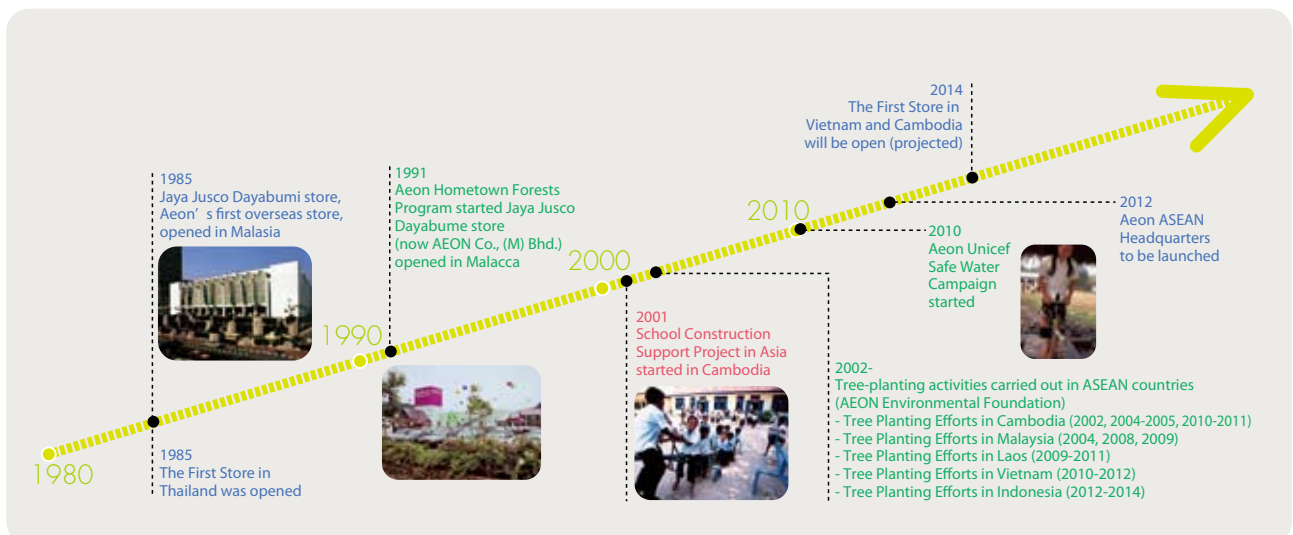 1980
1985
Jaya Jusco Dayabumi store,
Aeon’ s first overseas store,
opened in Malasia
1985
The First Store in
Thailand was opened
1990
1991
Aeon Hometown Forests
Program started Jaya Jusco
Dayabume store
(now AEON Co., (M) Bhd.)
opened in Malacca
2000
2001
School Construction
Support Project in Asia
started in Cambodia
2002-
Tree-planting activities carried out in ASEAN countries
(AEON Environmental Foundation)
- Tree Planting Efforts in Cambodia (2002, 2004-2005, 2010-2011)
- Tree Planting Efforts in Malaysia (2004, 2008, 2009)
- Tree Planting Efforts in Laos (2009-2011)
- Tree Planting Efforts in Vietnam (2010-2012)
- Tree Planting Efforts in Indonesia (2012-2014)
2010
2010
Aeon Unicef
Safe Water
Campaign
started
2012
Aeon ASEAN
Headquarters
to be launched
2014
The First Store in
Vietnam and Cambodia
will be open (projected)